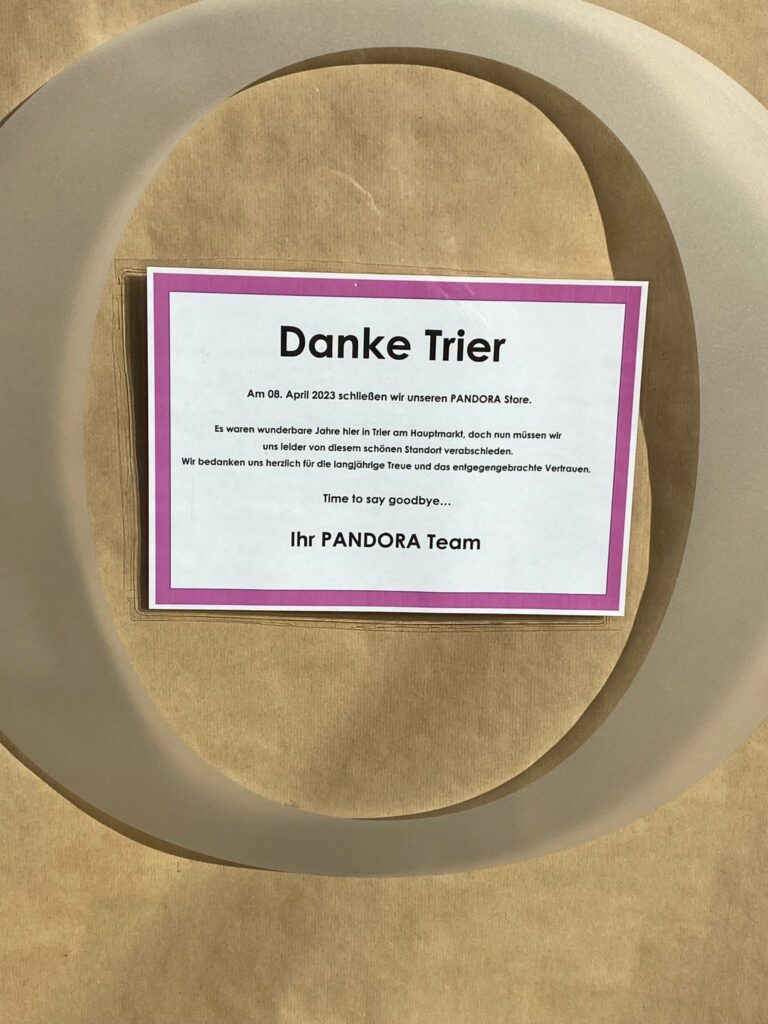 Danke Trier
Am 08. April 2023 schließen wir unseren PANDORA Store.
Es waren wunderbare Jahre hier in Trier am Hauptmarkt, doch nun müssen wir
uns leider von diesem schönen Standort verabschieden.
Wir bedanken uns herzlich für die langjährige Treue und das entgegengebrachte Vertrauen.
Time to say goodbye...
Ihr PANDORA Team